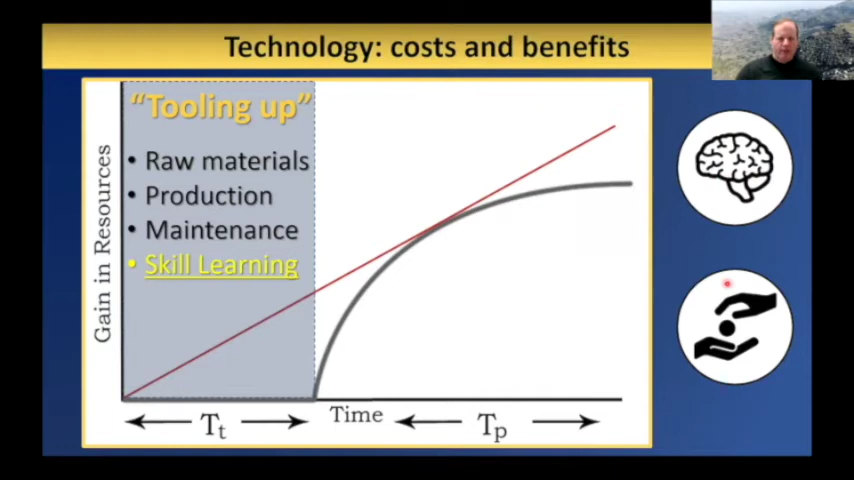 Technology: costs and benefits
"Tooling up"
• Raw materials
• Production
• Maintenance
• Skill Learning
Gain in Resources
Time
Tt
Tp